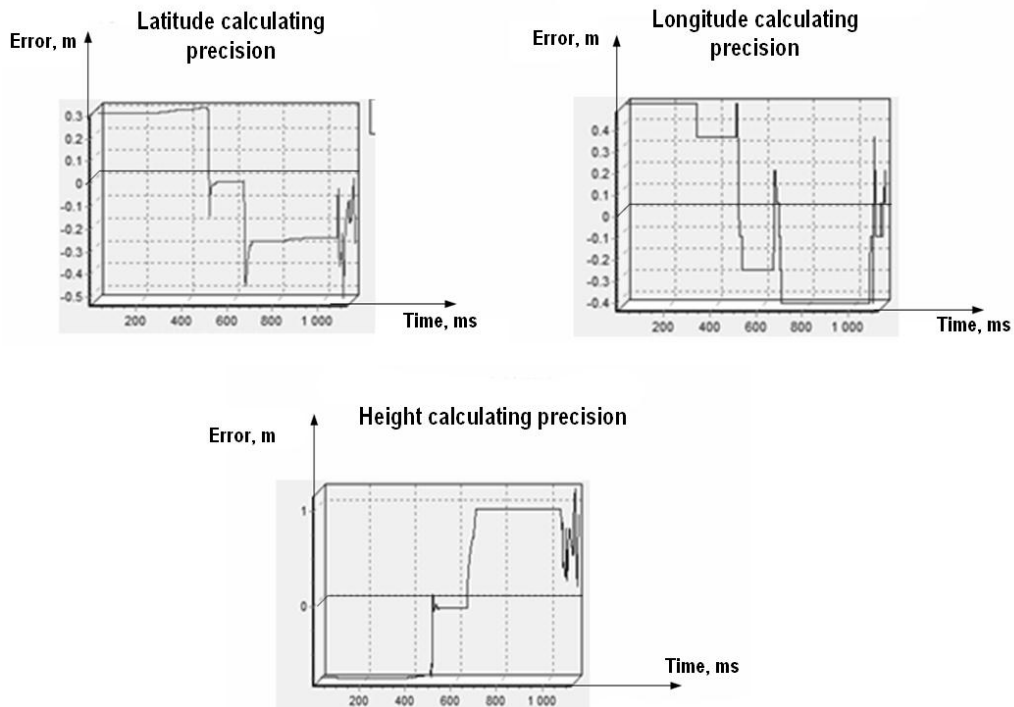 Latitude calculating
precision
Error, m
0.3
0.2
0.1
0
-0.1
-0.2
-0.3
-0.4
-0.5
200 400 600 800 1 000
Time, ms
Longitude calculating
precision
Error, m
0.4
0.3
0.2
0.1
0
-0.1
-0.2
-0.3
-0.4
200 400 600 800 1 000
Time, ms
Height calculating precision
Error, m
1
0
Time, ms
200 400 600 800 1 000